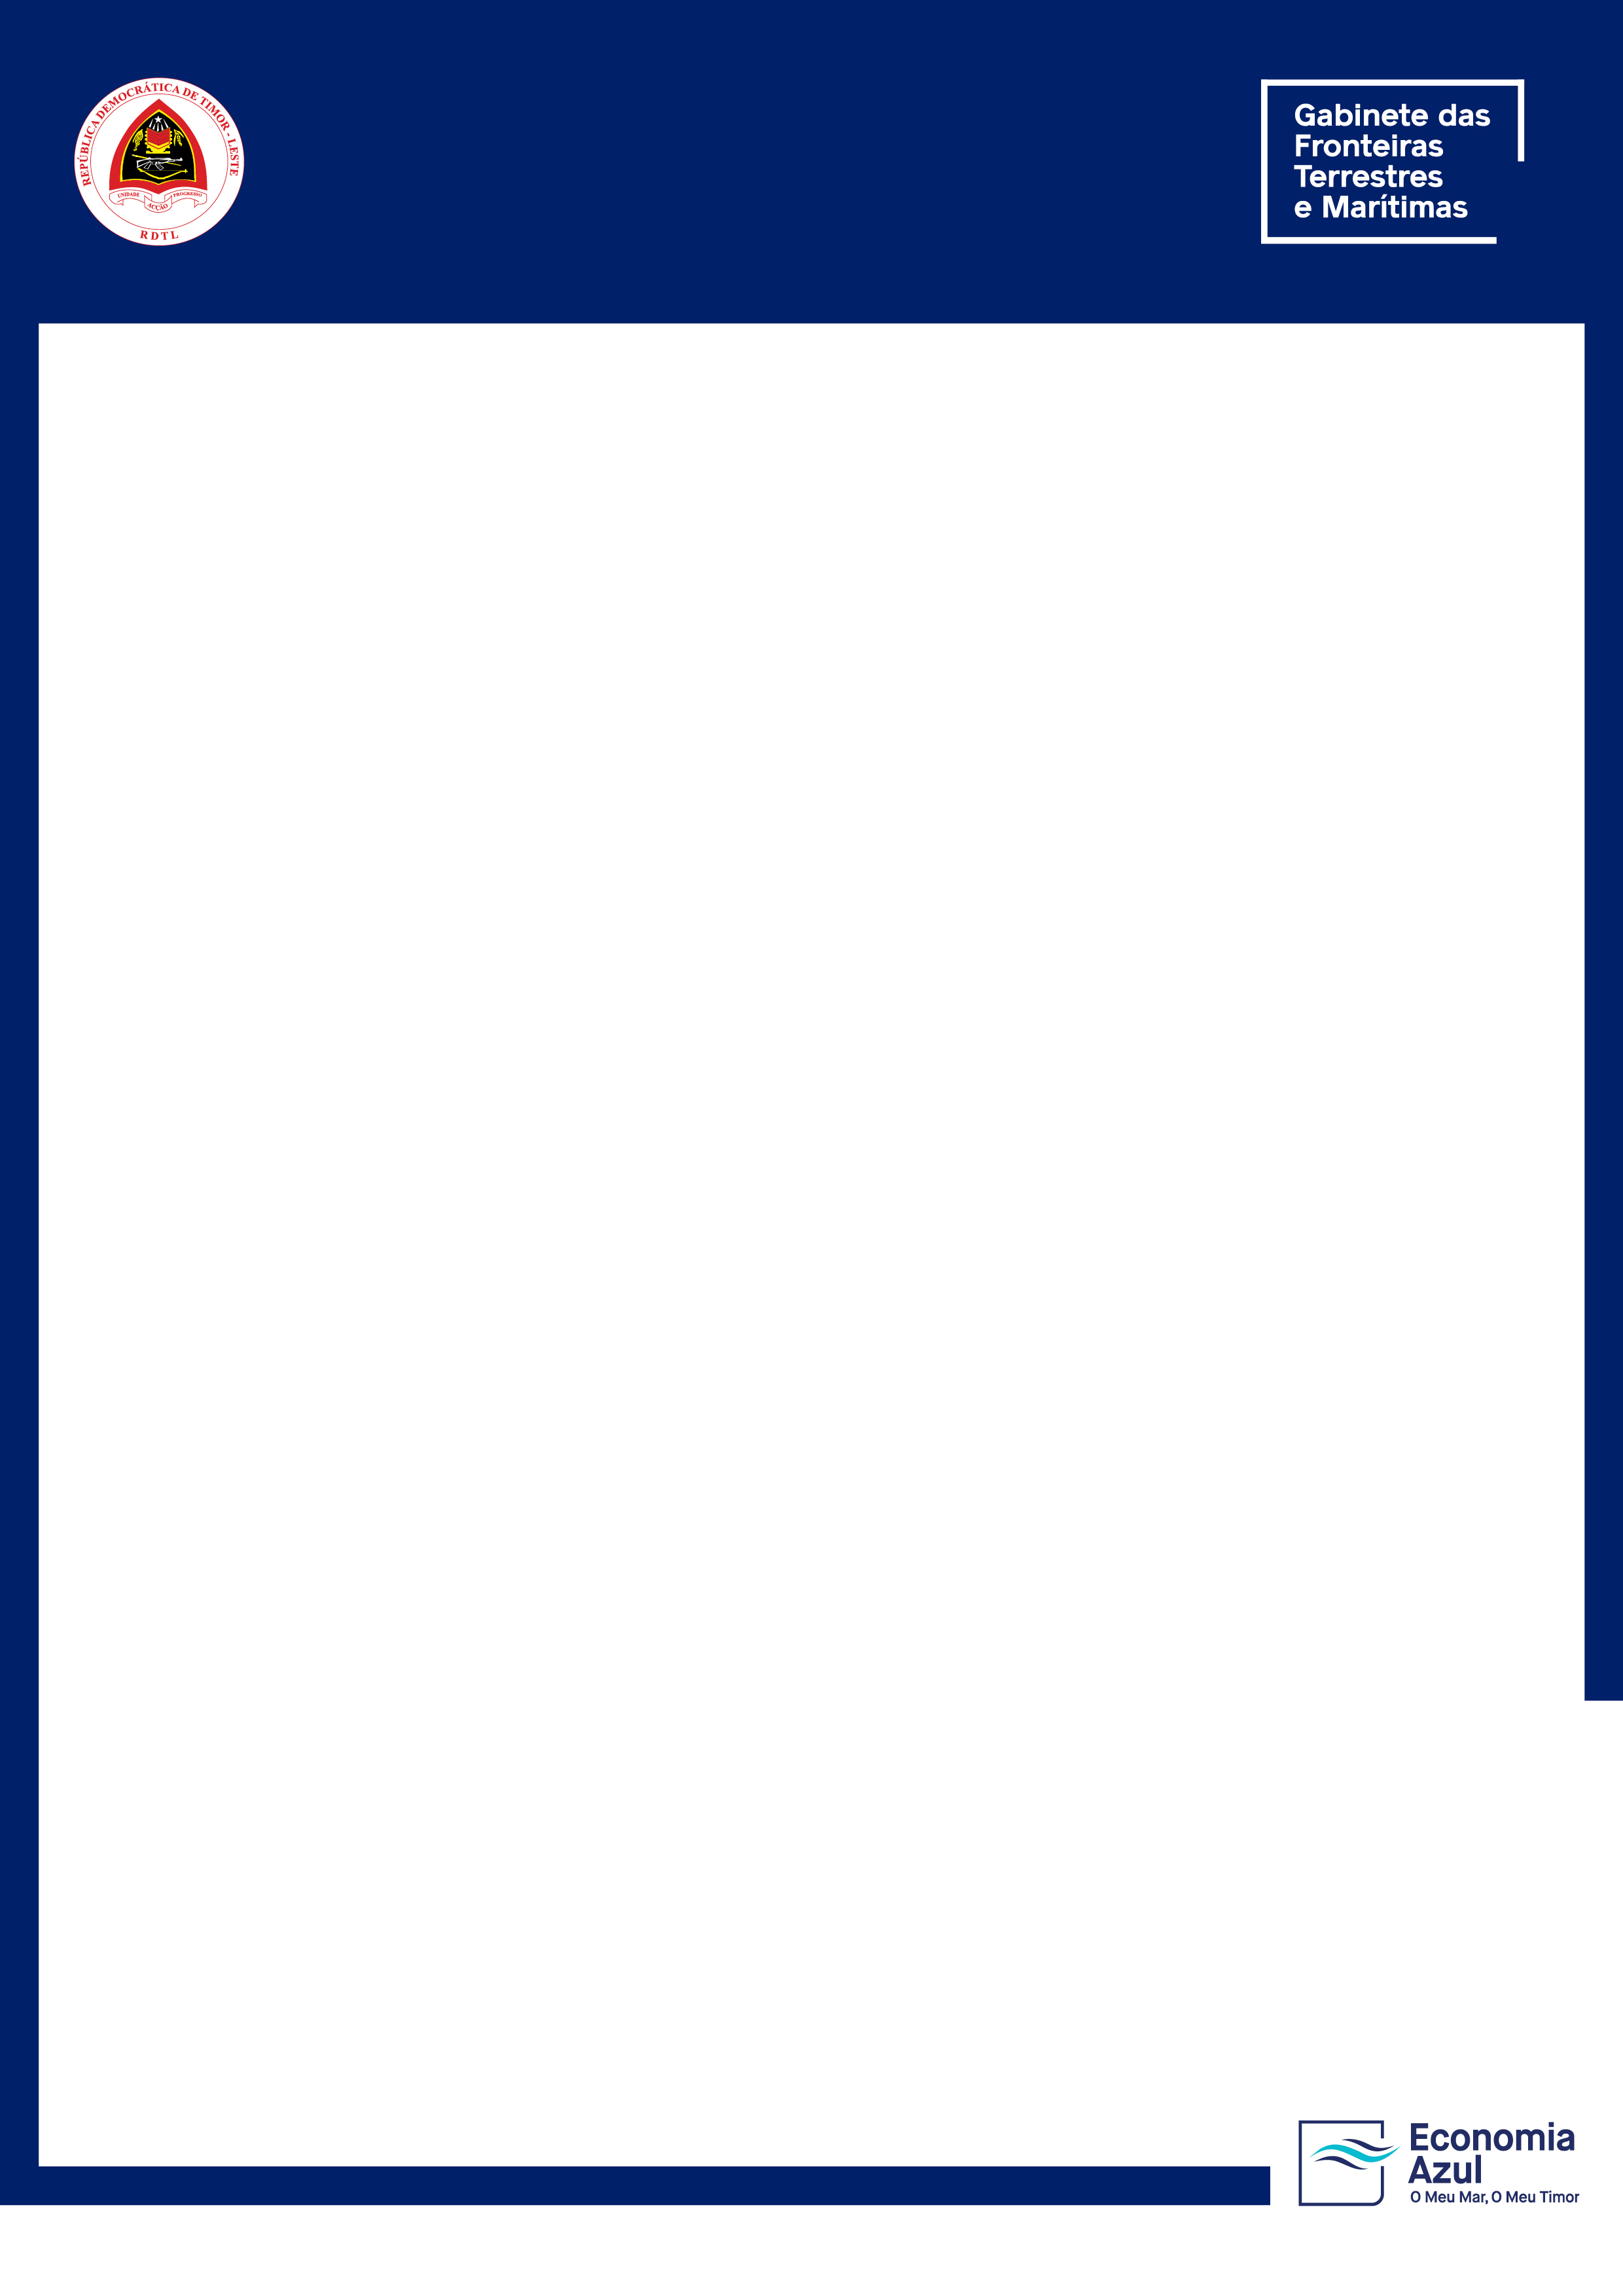 REPÚBLICA DEMOCRÁTICA DE TIMOR - LESTE
UNIDADE ACÇÃO PROGRESSO
RDTL
Gabinete das
Fronteiras
Terrestres
e Marítimas
Economia
Azul
O Meu Mar, O Meu Timor